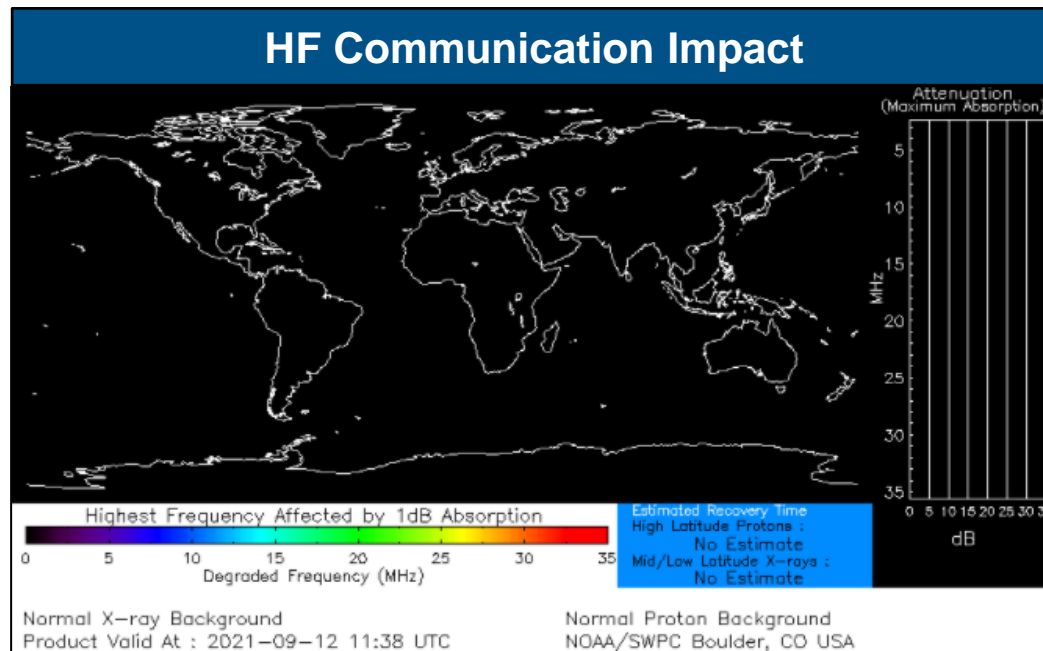 HF Communication Impact
Attenuation
(Maximum Absorption)
5
10
15
20
25
30
35
MHz
0 5 10 15 20 25 30
dB
Highest Frequency Affected by 1dB Absorption
0 5 10 15 20 25 30 35
Degraded Frequency (MHz)
Estimated Recovery Time
High Latitude Protons :
No Estimate
Mid/Low Latitude X-rays :
No Estimate
Normal X-ray Background
Normal Proton Background
Product Valid At : 2021-09-12 11:38 UTC
NOAA/SWPC Boulder, CO USA